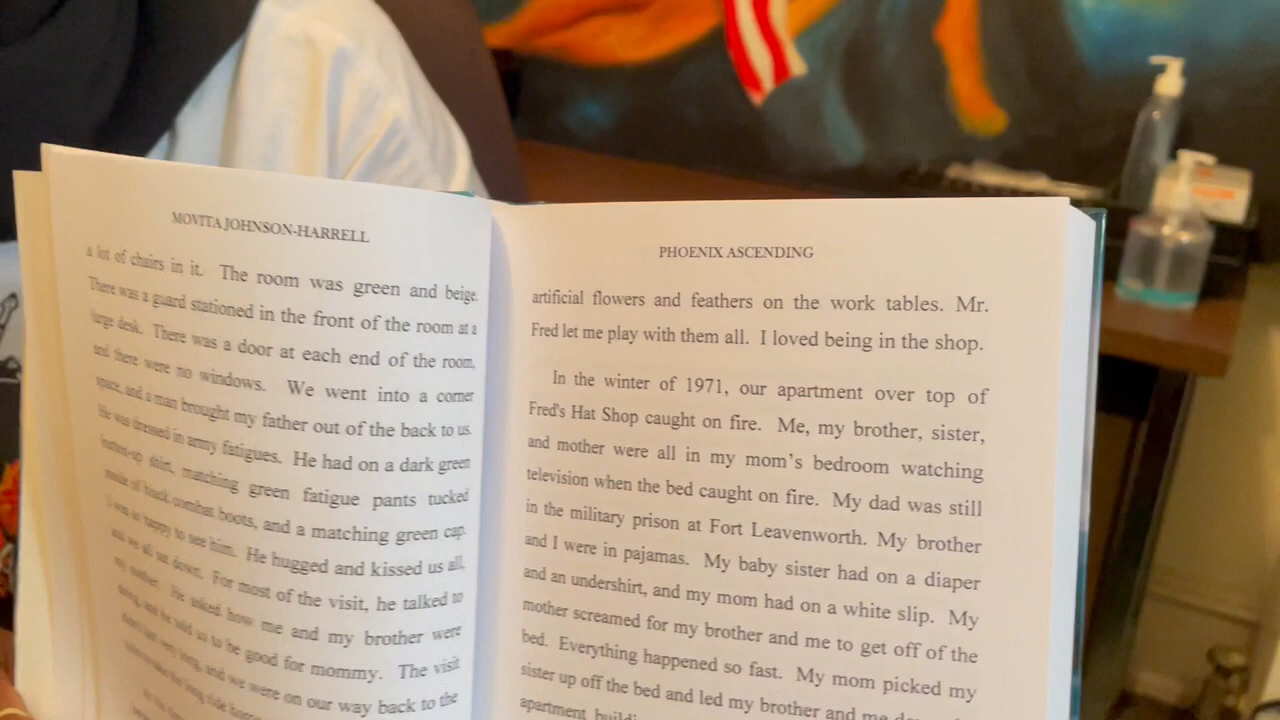 MOVITA JOHNSON-HARRELL
a lot of chairs in it. The room was green and beige.
There was a guard stationed in the front of the room at a
large desk. There was a door at each end of the room,
and there were no windows. We went into a corner
space, and a man brought my father out of the back to us.
He was dressed in army fatigues. He had on a dark green
button-up shirt, matching green fatigue pants tucked
inside of black combat boots, and a matching green cap.
I was so happy to see him. He hugged and kissed us all,
and we all sat down. For most of the visit, he talked to
my mother. He asked how me and my brother were
doing, and he told us to be good for mommy. The visit
didn't last very long, and we were on our way back to the
PHOENIX ASCENDING
artificial flowers and feathers on the work tables. Mr.
Fred let me play with them all. I loved being in the shop.
In the winter of 1971, our apartment over top of
Fred's Hat Shop caught on fire. Me, my brother, sister,
and mother were all in my mom's bedroom watching
television when the bed caught on fire. My dad was still
in the military prison at Fort Leavenworth. My brother
and I were in pajamas. My baby sister had on a diaper
and an undershirt, and my mom had on a white slip. My
mother screamed for my brother and me to get off of the
bed. Everything happened so fast. My mom picked my
sister up off the bed and led my brother and me
apartment